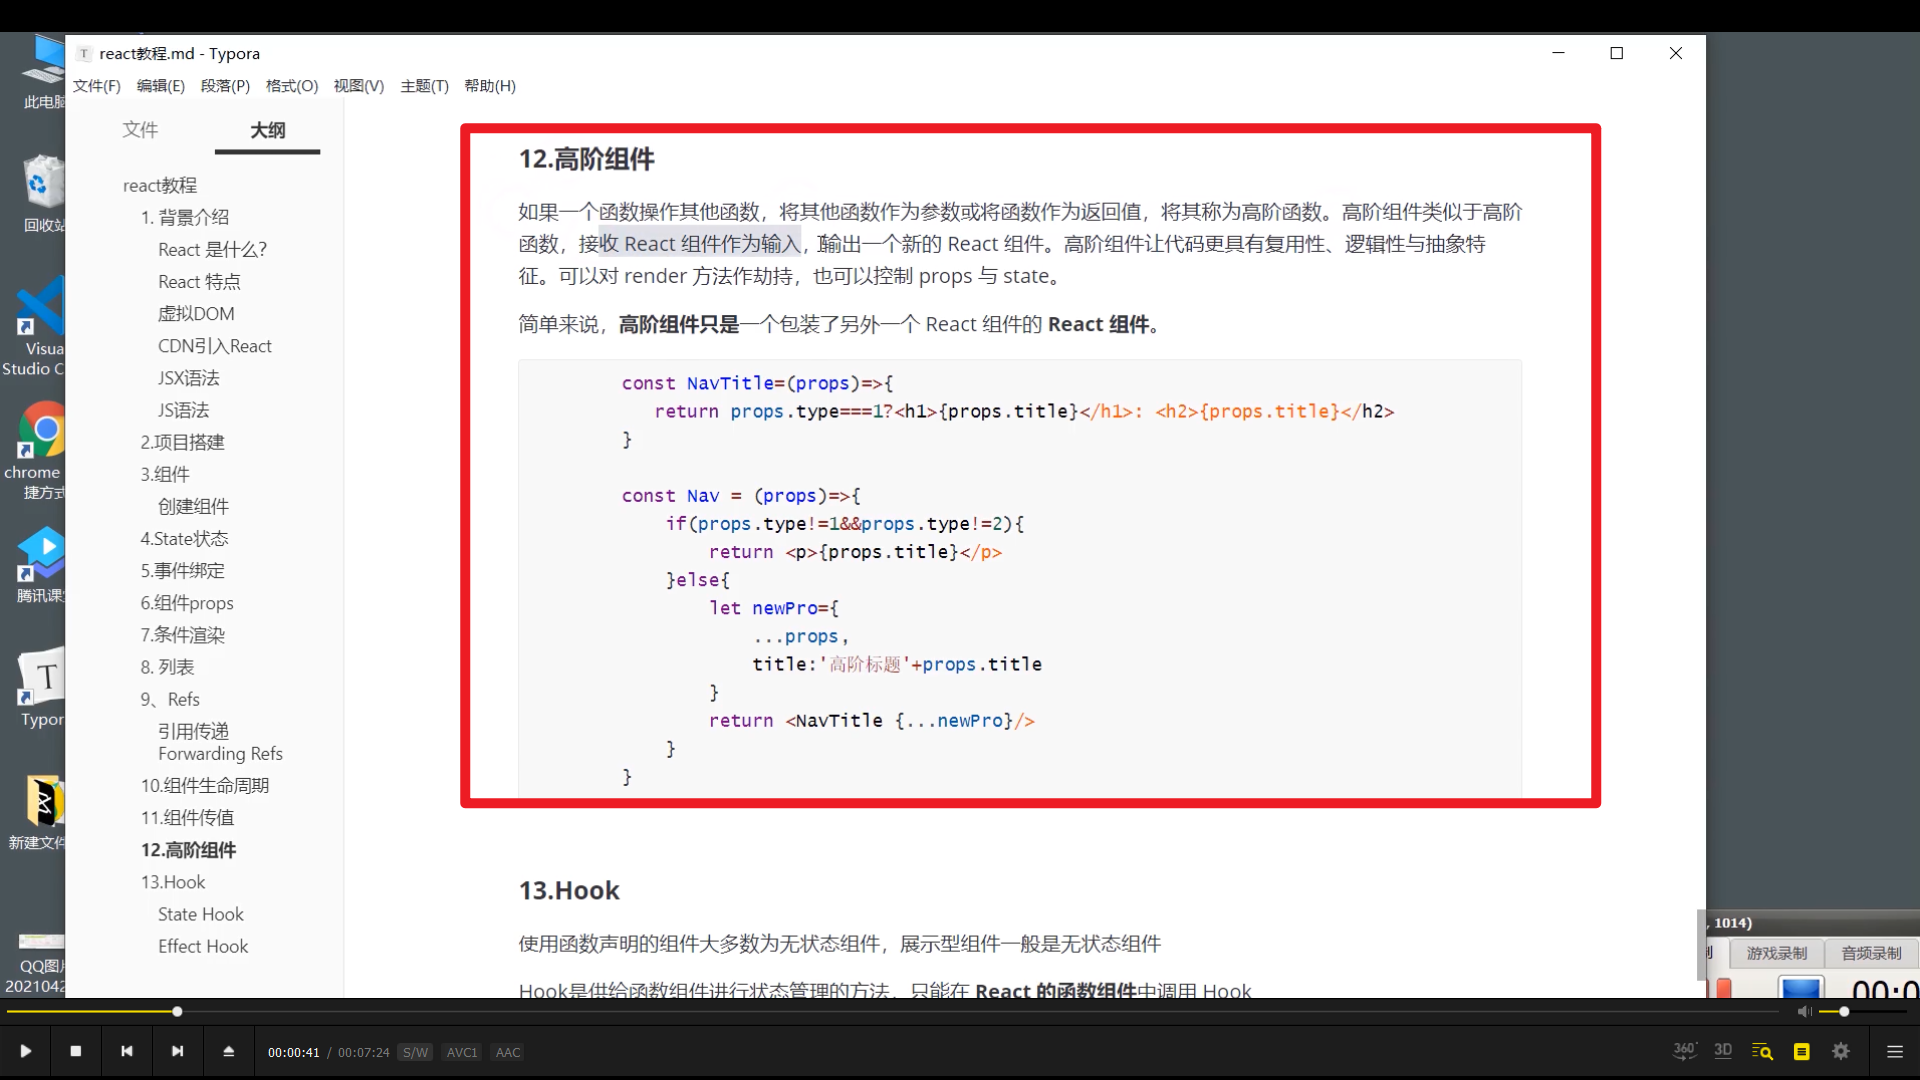 react教程.md - Typora
文件(F) 编辑(E) 段落(P) 格式(O) 视图(V) 主题(T) 帮助(H)
文件 大纲
react教程
1. 背景介绍
React 是什么？
React 特点
虚拟DOM
CDN引入React
JSX语法
JS语法
2.项目搭建
3.组件
创建组件
4.State状态
5.事件绑定
6.组件props
7.条件渲染
8. 列表
9、Refs
引用传递
Forwarding Refs
10.组件生命周期
11.组件传值
12.高阶组件
13.Hook
State Hook
Effect Hook
12.高阶组件
如果一个函数操作其他函数，将其他函数作为参数或将函数作为返回值，将其称为高阶函数。高阶组件类似于高阶
函数，接收 React 组件作为输入，输出一个新的 React 组件。高阶组件让代码更具有复用性、逻辑性与抽象特
征。可以对 render 方法作劫持，也可以控制 props 与 state。
简单来说，高阶组件只是一个包装了另外一个 React 组件的 React 组件。
const NavTitle=(props)=>{
return props.type===1?<h1>{props.title}</h1>: <h2>{props.title}</h2>
}
const Nav = (props)=>{
if(props.type!=1&&props.type!=2){
return <p>{props.title}</p>
}else{
let newPro={
...props,
title:'高阶标题'+props.title
}
return <NavTitle {...newPro}/>
}
}
13.Hook
使用函数声明的组件大多数为无状态组件，展示型组件一般是无状态组件
Hook是供给函数组件进行状态管理的方法，只能在 React 的函数组件中调用 Hook
此电脑
回收站
Visua
Studio C
chrome
捷方式
腾讯课
Typor
新建文件
QQ图片
2021042
, 1014)
游戏录制 音频录制
00:0
00:00:41 / 00:07:24 S/W AVC1 AAC
360° 3D